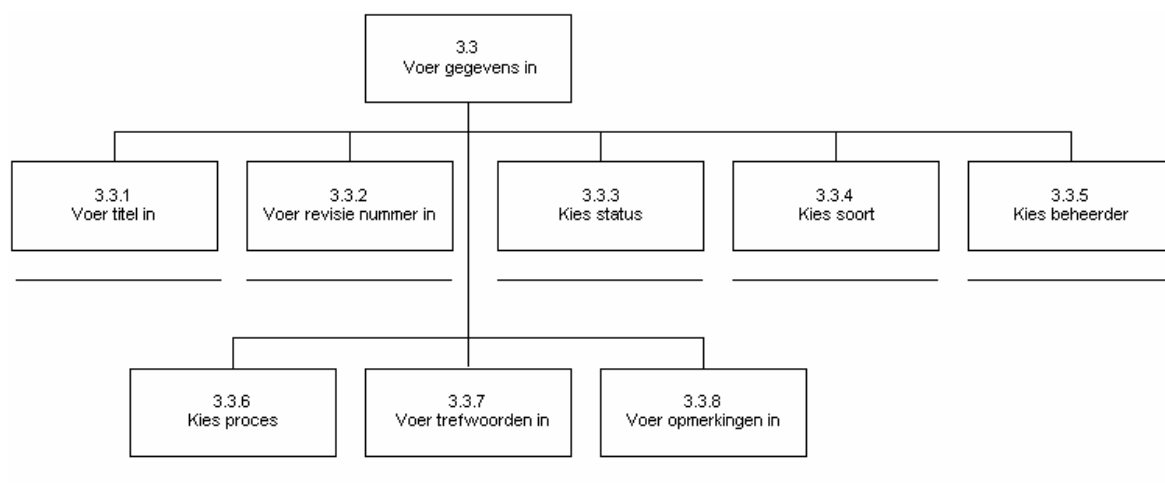 3.3
Voer gegevens in
3.3.1
Voer titel in
3.3.2
Voer revisie nummer in
3.3.3
Kies status
3.3.4
Kies soort
3.3.5
Kies beheerder
3.3.6
Kies proces
3.3.7
Voer trefwoorden in
3.3.8
Voer opmerkingen in